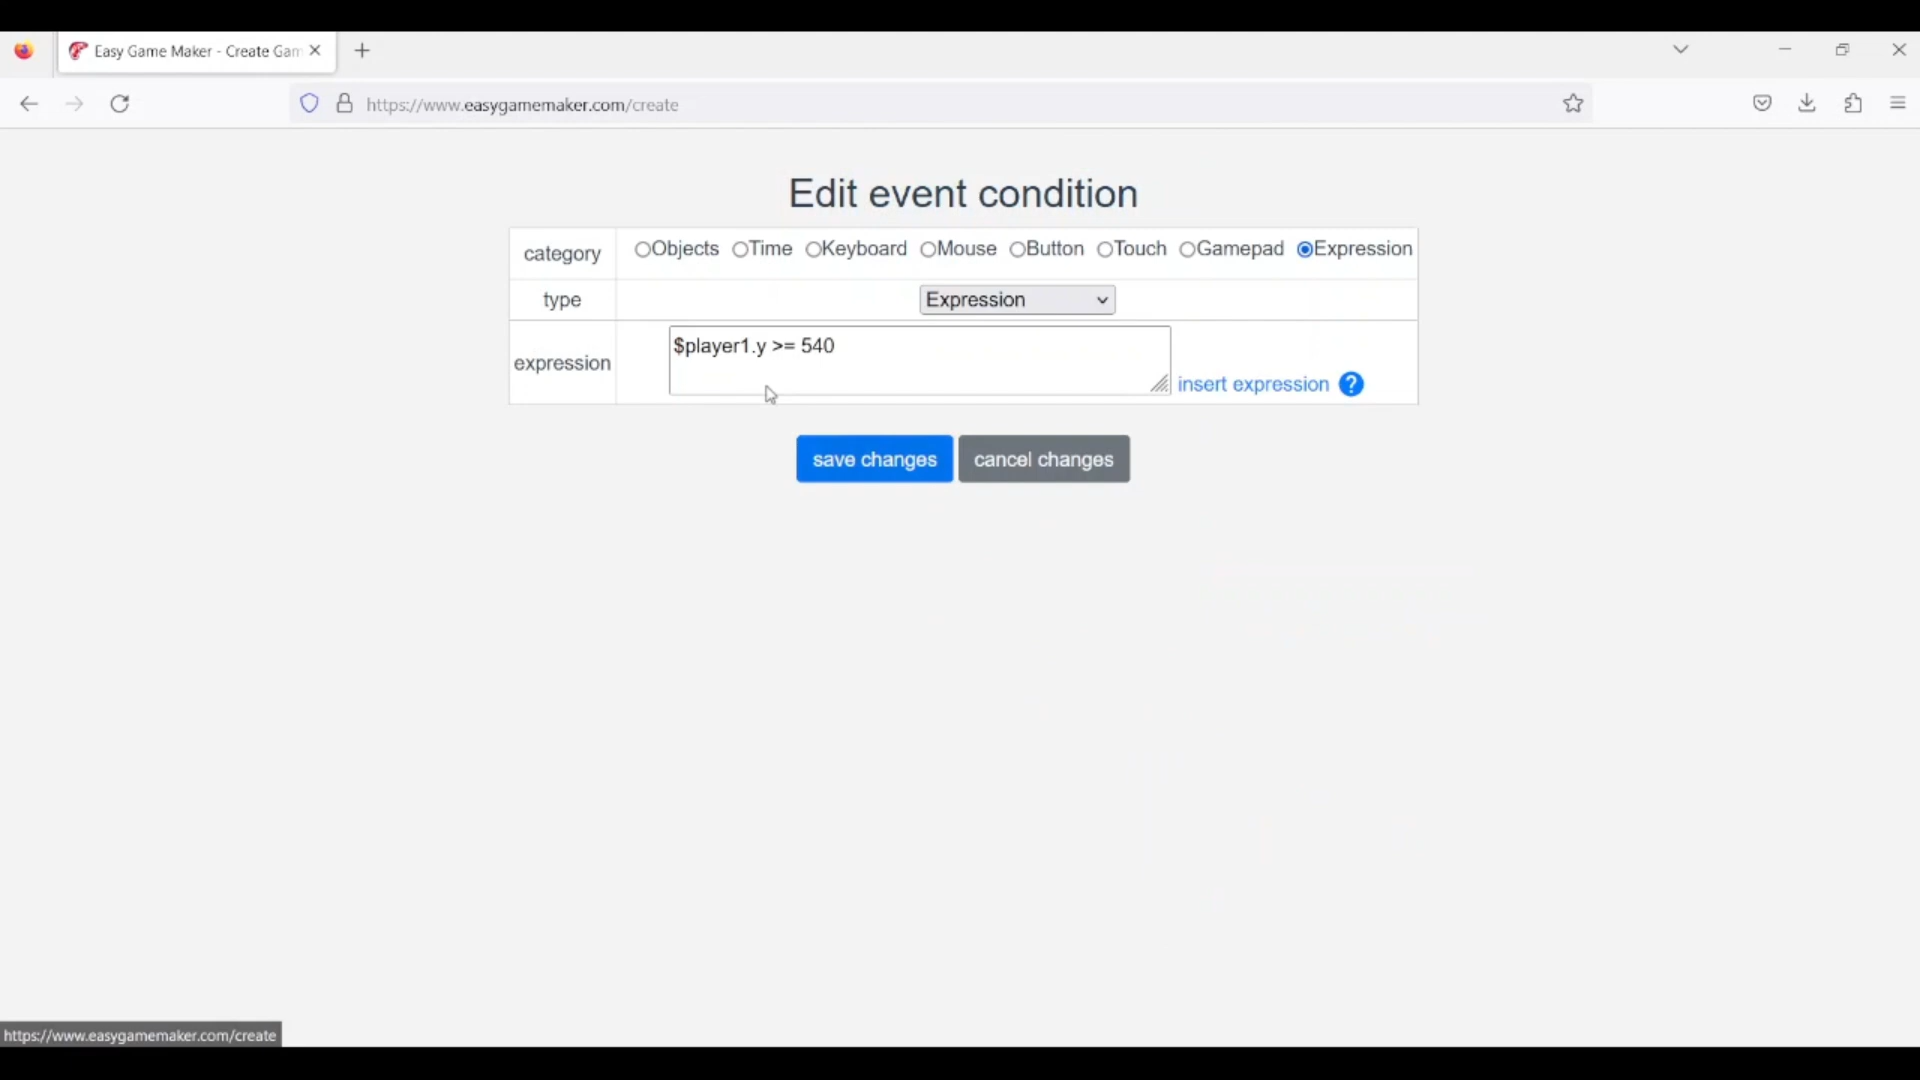 Easy Game Maker - Create Gam
https://www.easygamemaker.com/create
Edit event condition
category Objects Time Keyboard Mouse Button Touch Gamepad Expression
type Expression
expression $player1.y >= 540 insert expression ?
save changes cancel changes
https://www.easygamemaker.com/create